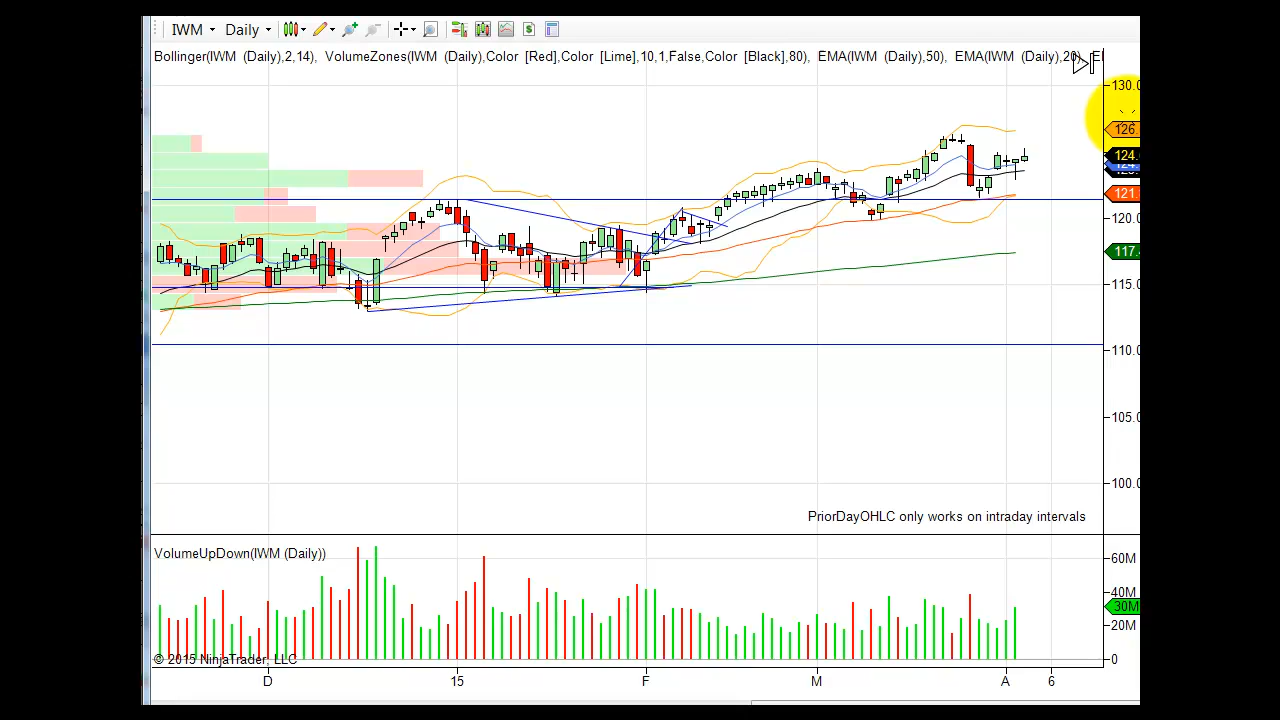 IWM Daily
Bollinger(IWM (Daily),2,14), VolumeZones(IWM (Daily),Color [Red],Color [Lime],10,1,False,Color [Black],80), EMA(IWM (Daily),50), EMA(IWM (Daily),20)
130.0
126.
124.
121.
120.0
117.
115.0
110.0
105.0
100.0
PriorDayOHLC only works on intraday intervals
VolumeUpDown(IWM (Daily))
60M
40M
30M
20M
© 2015 NinjaTrader, LLC
0
D 15 F M A 6